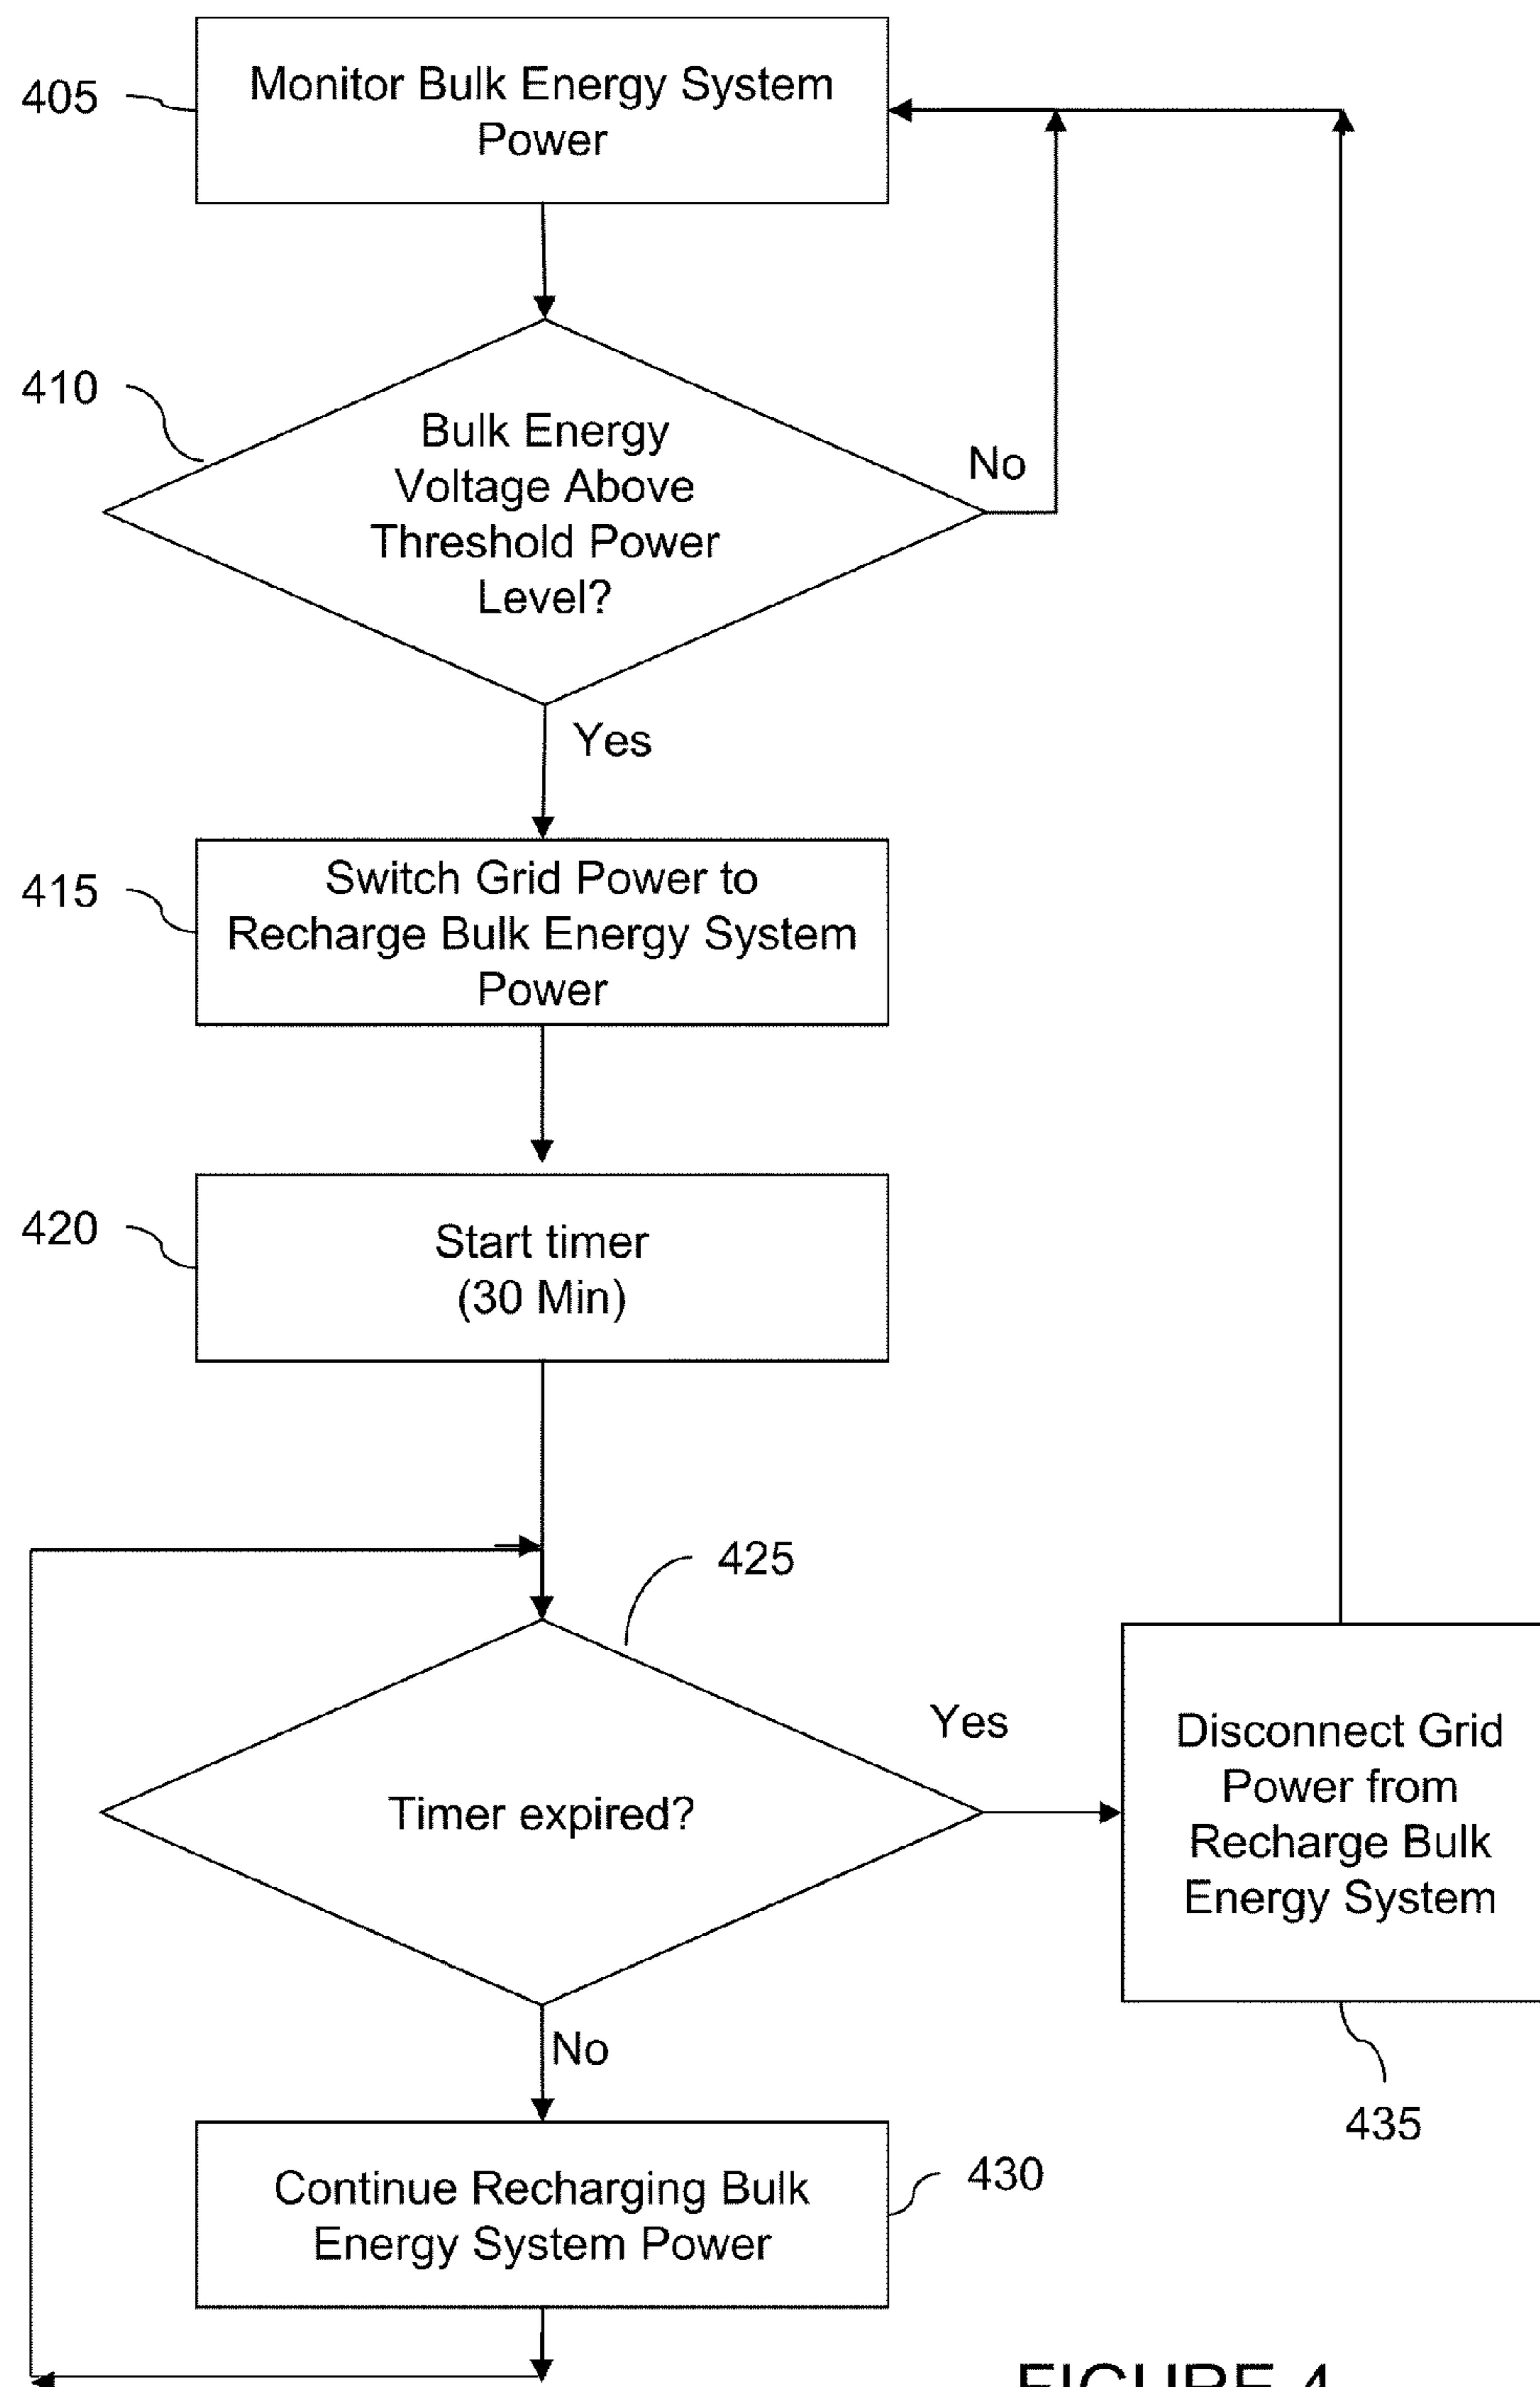 405
Monitor Bulk Energy System
Power
410
Bulk Energy
Voltage Above
Threshold Power
Level?
No
Yes
415
Switch Grid Power to
Recharge Bulk Energy System
Power
420
Start timer
(30 Min)
425
Timer expired?
Yes
Disconnect Grid
Power from
Recharge Bulk
Energy System
435
No
Continue Recharging Bulk
Energy System Power
430
FIGURE 4